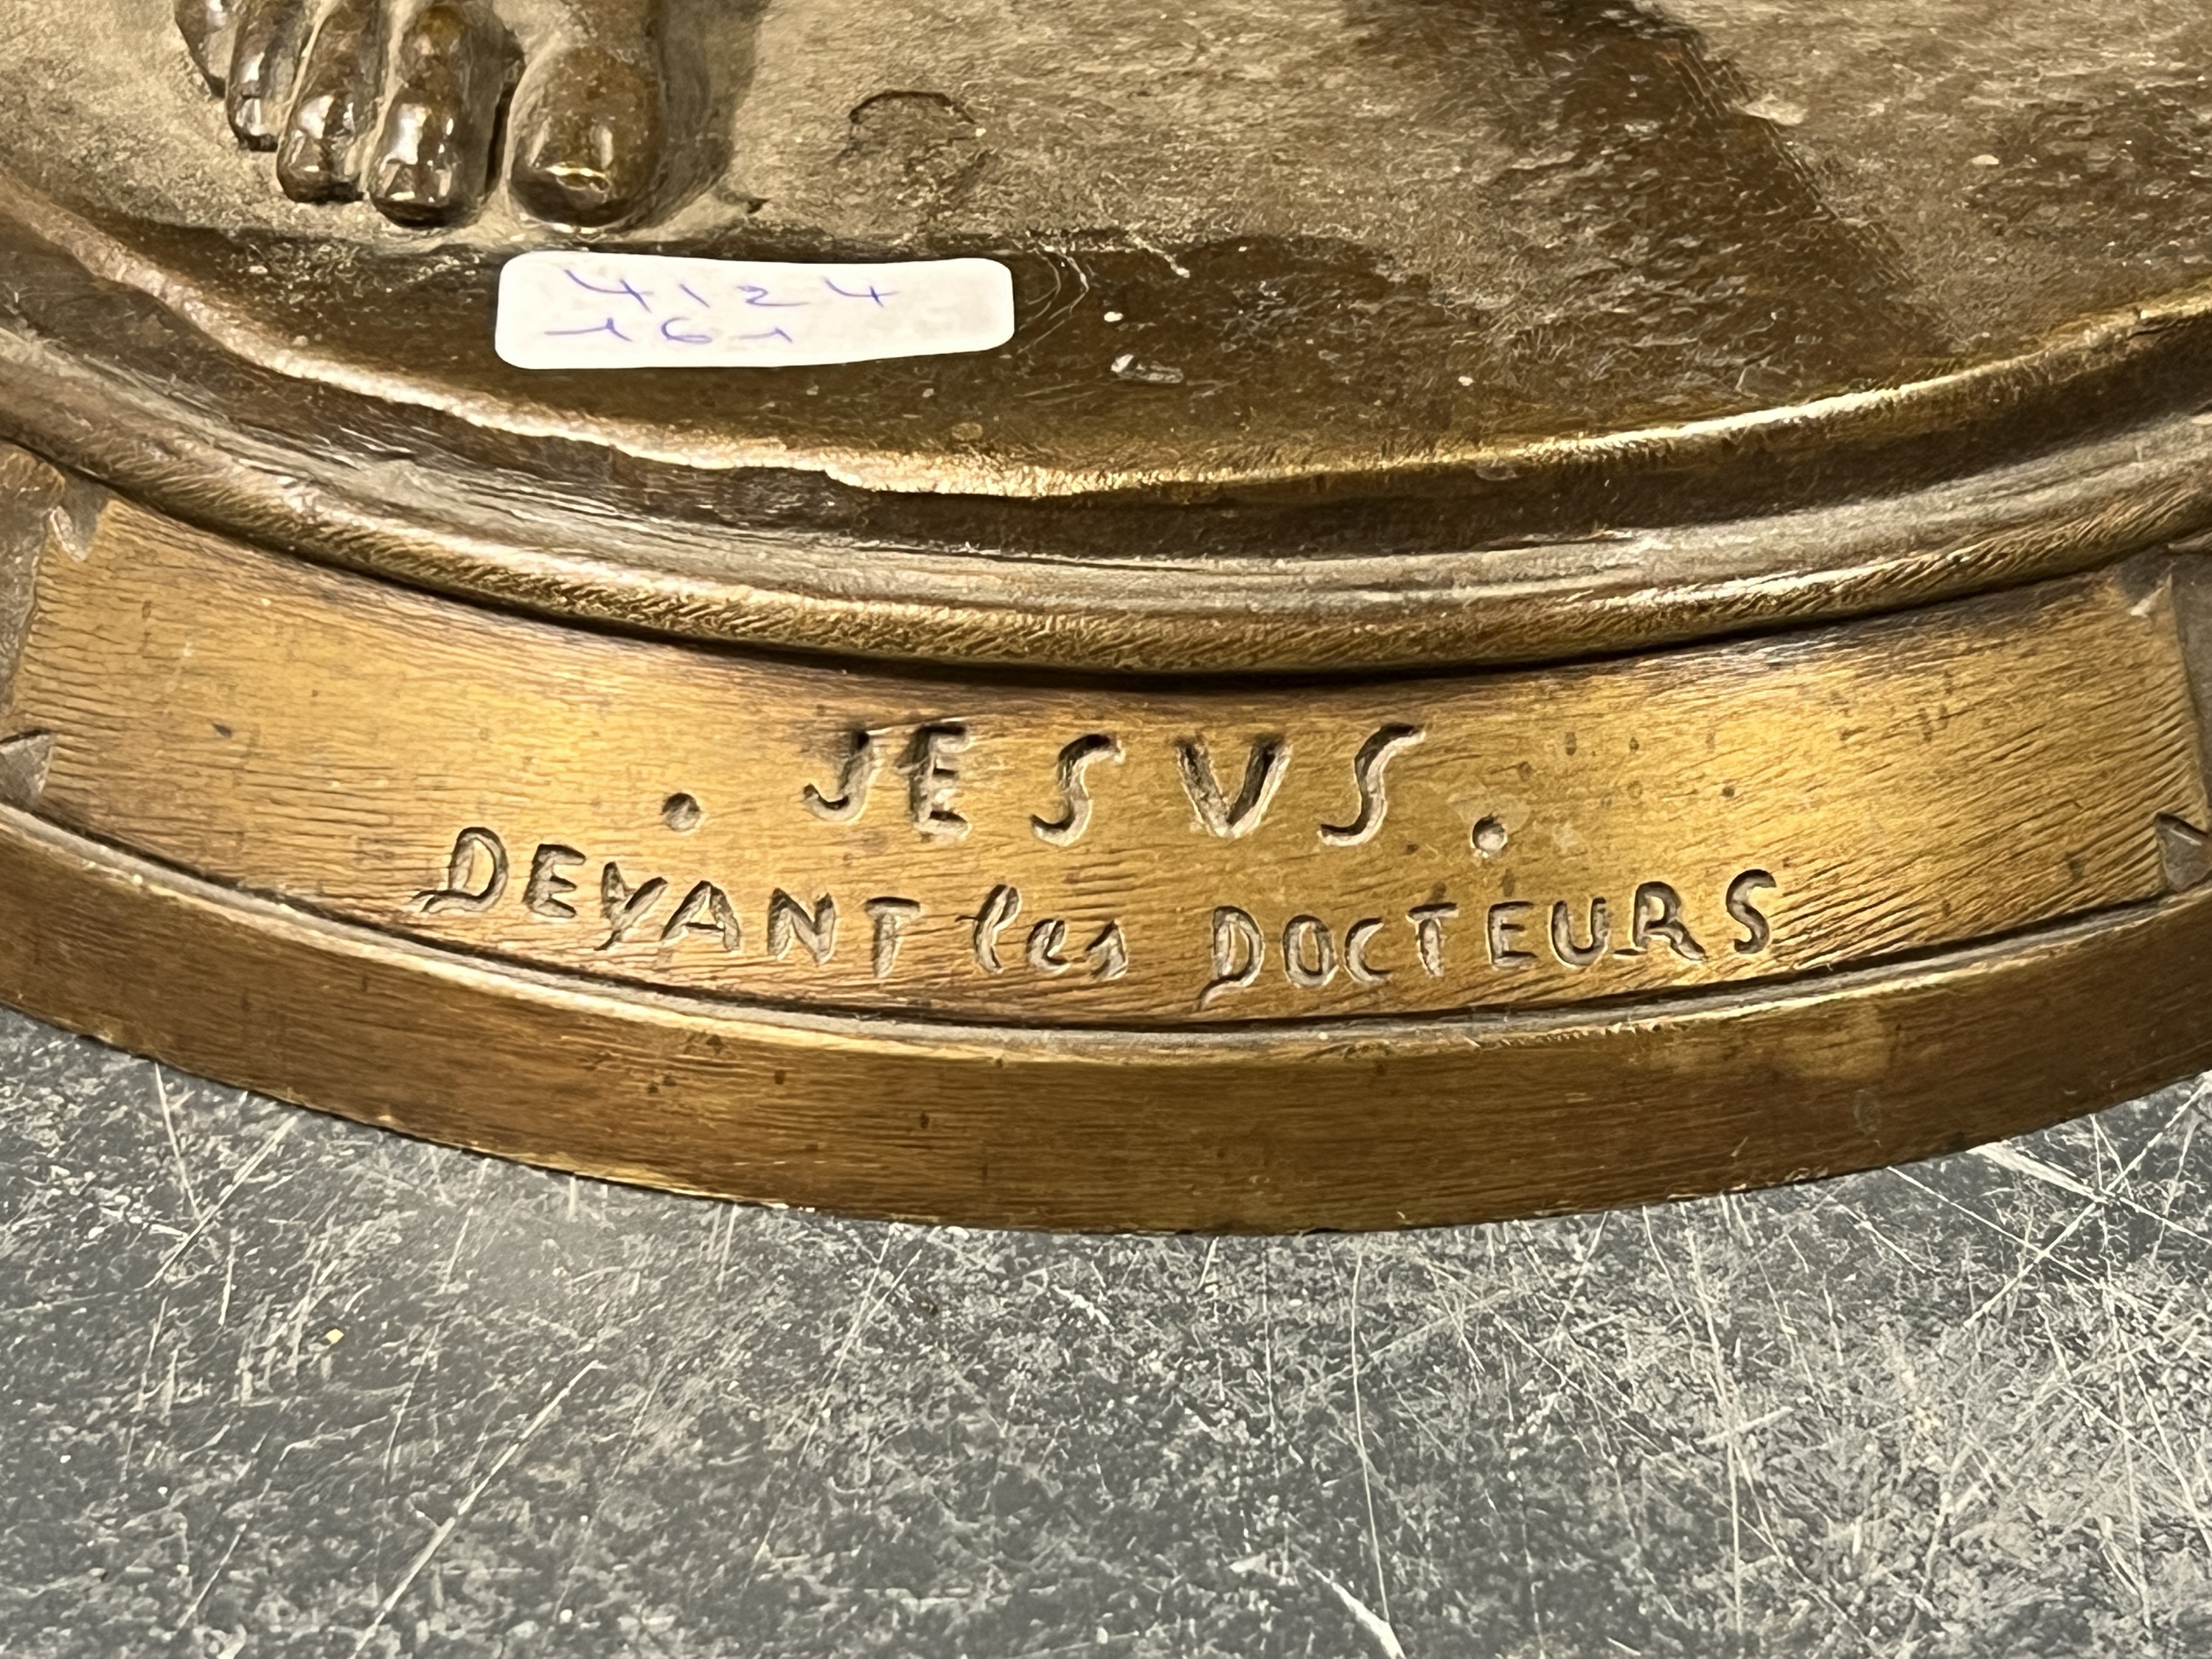 4124
161
. JESVS .
DEVANT les DOCTEURS